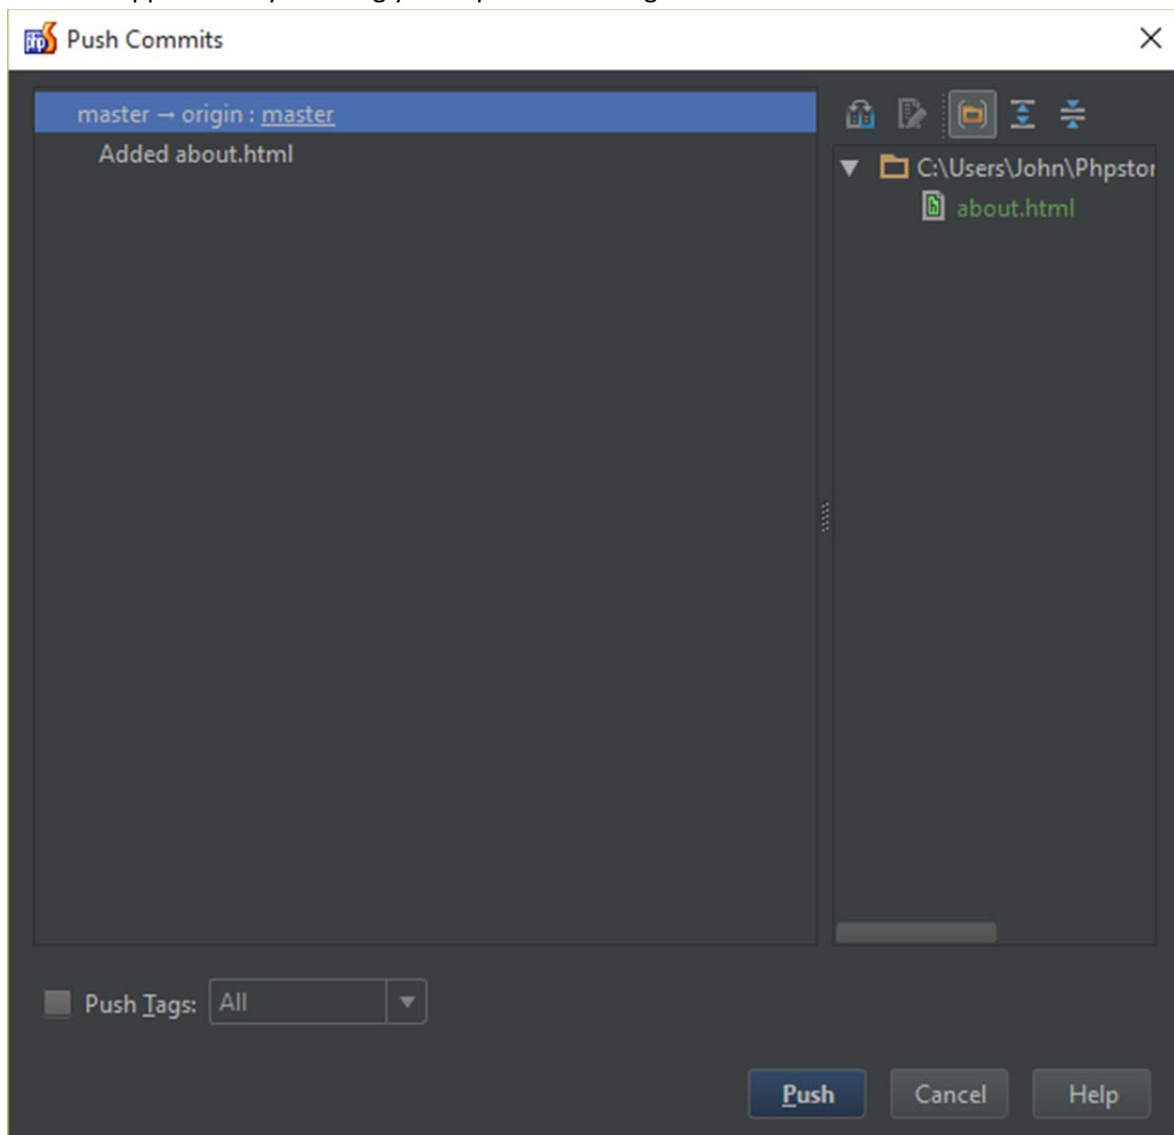 Push Commits
master → origin : master
Added about.html
C:\Users\John\Phpstor
about.html
Push Tags: All
Push Cancel Help